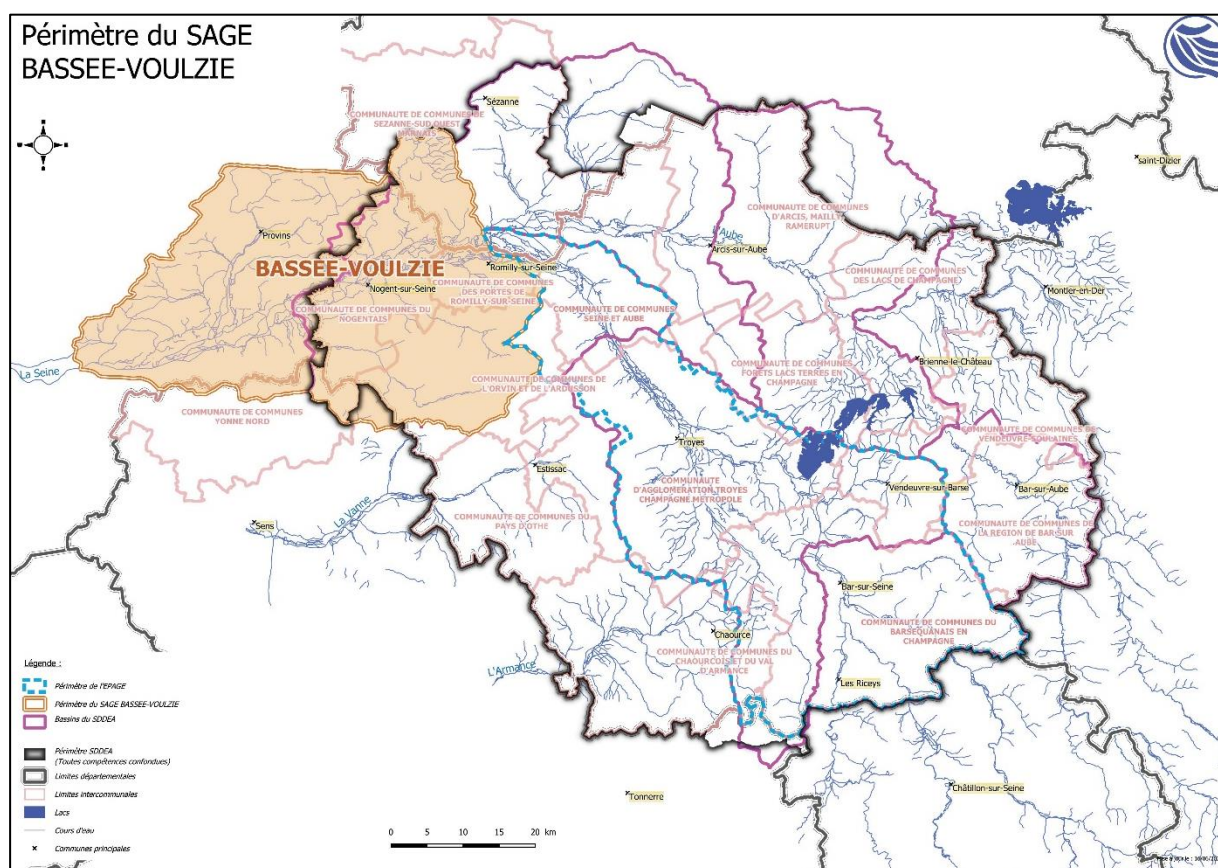 Périmètre du SAGE
BASSEE-VOULZIE
Sézanne
COMMUNAUTE DE COMMUNES DE
SEZANNE-SUD OUEST
MARNAIS
saint-Dizier
Provins
COMMUNAUTE DE COMMUNES
D'ARCIS, MAILLY,
RAMERUPT
Aube
Arcis-sur-Aube
BASSEE-VOULZIE
Romilly-sur-Seine
COMMUNAUTE DE COMMUNES
DES PORTES DE
ROMILLY-SUR-SEINE
Nogent-sur-Seine
COMMUNAUTE DE COMMUNES DU
NOGENTAIS
COMMUNAUTE DE COMMUNES
DES LACS DE CHAMPAGNE
Montier-en-Der
COMMUNAUTE DE COMMUNES
SEINE ET AUBE
La Seine
COMMUNAUTE DE COMMUNES
FORETS LACS TERRES EN
CHAMPAGNE
Brienne-le-Château
COMMUNAUTE DE COMMUNES DE
L'ORVIN ET DE L'ARDUSSON
COMMUNAUTE DE COMMUNES
YONNE NORD
COMMUNAUTE DE COMMUNES DE
VENDEUVRE-SOULAINES
Troyes
Estissac
COMMUNAUTE
D'AGGLOMERATION TROYES
CHAMPAGNE METROPOLE
Vendeuvre-sur-Barse
Bar-sur-Aube
Sens
La Vanne
COMMUNAUTE DE COMMUNES DU
PAYS D'OTHE
COMMUNAUTE DE COMMUNES DE
LA REGION DE BAR SUR
AUBE
Bar-sur-Seine
COMMUNAUTE DE COMMUNES DU
BARSEQUANAIS EN
CHAMPAGNE
Chaource
COMMUNAUTE DE COMMUNES DU
CHAOURCOIS ET DU VAL
D'ARMANCE
L'Armance
Les Riceys
Châtillon-sur-Seine
Tonnerre
Légende :
Périmètre de l'EPAGE
Périmètre du SAGE BASSEE-VOULZIE
Bassins du SDDEA
Périmètre SDDEA
(Toutes compétences confondues)
Limites départementales
Limites intercommunales
Lacs
Cours d'eau
Communes principales
0 5 10 15 20 km